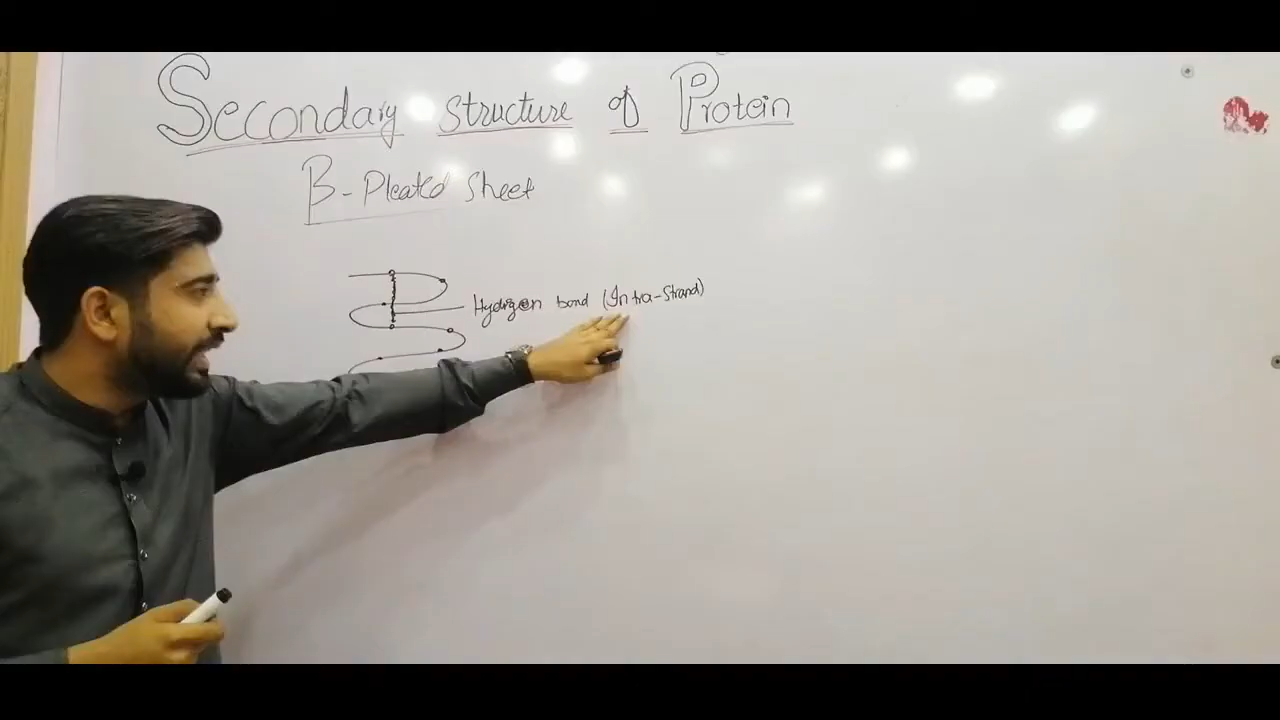 Secondary structure of Protein
β-Pleated Sheet
Hydrogen bond (Intra-Strand)